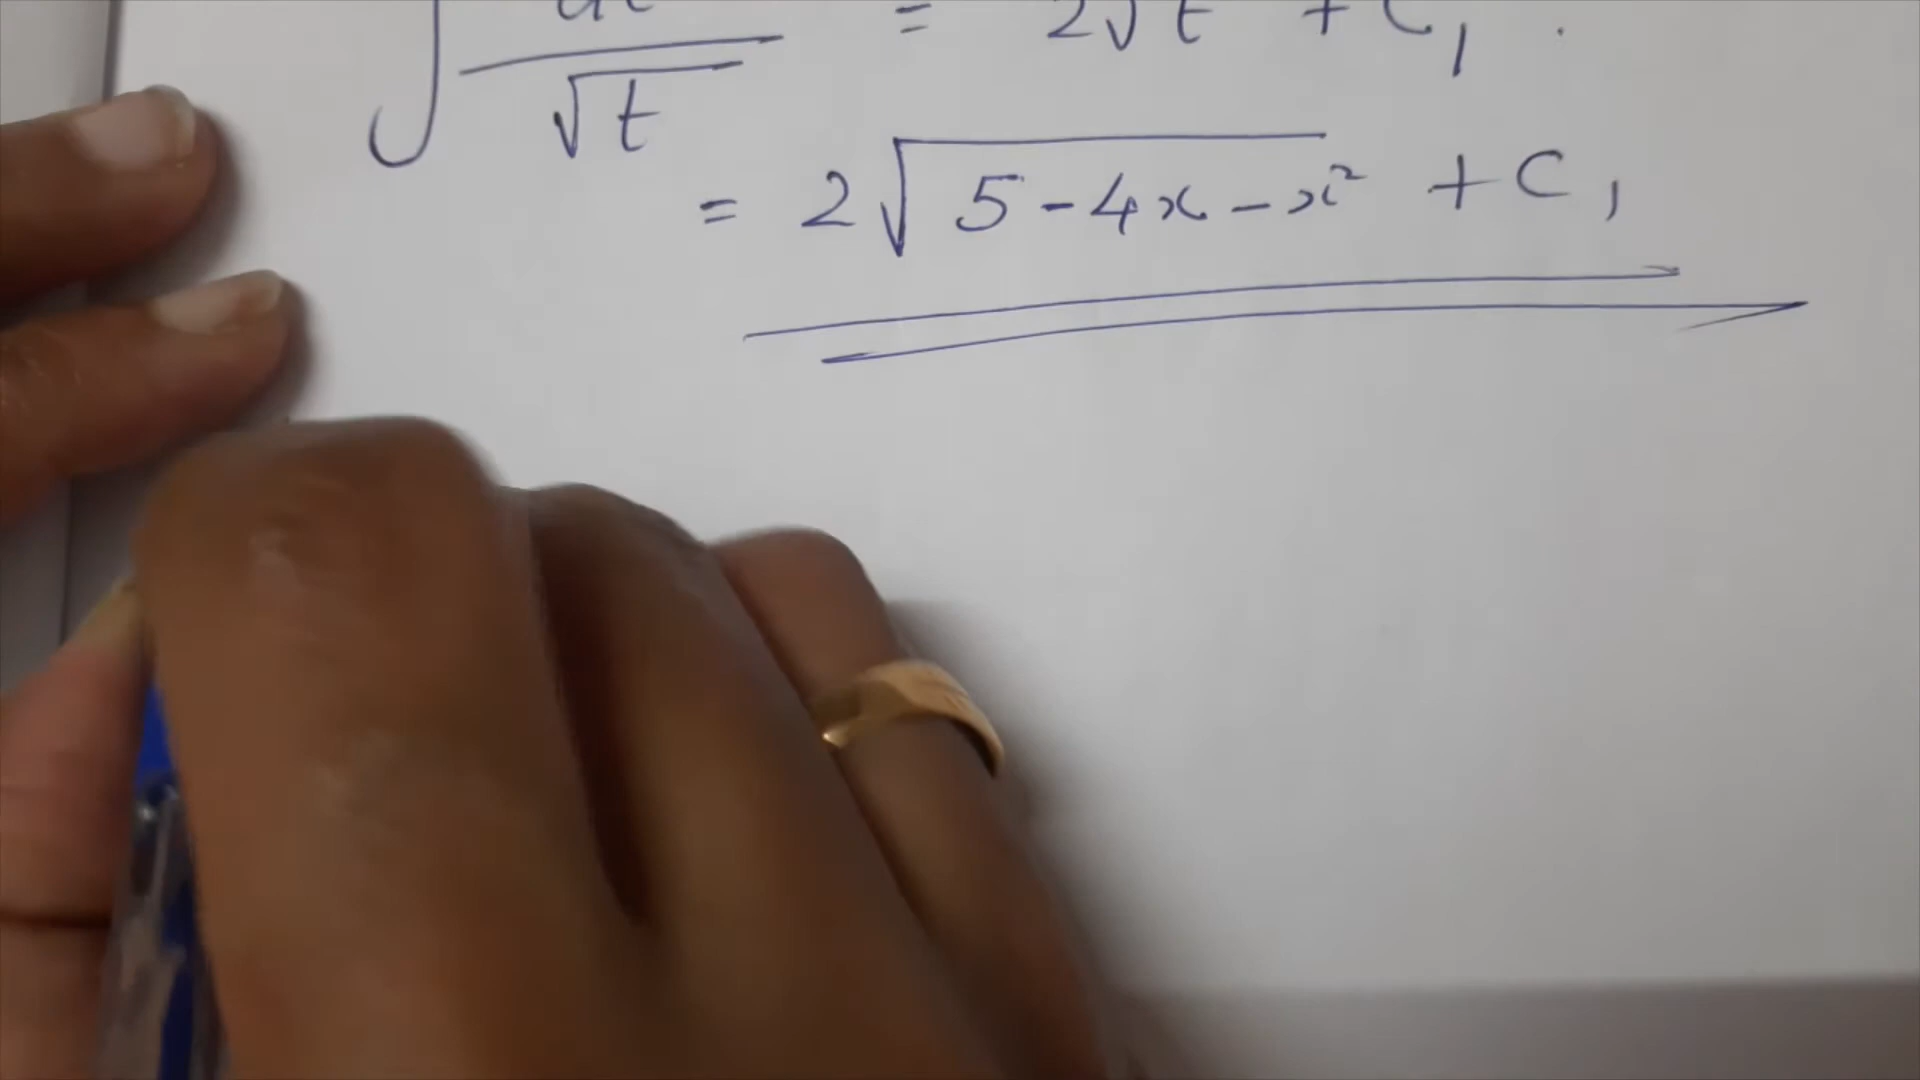 ∫ dt/√t = 2√t + C₁.
= 2√(5-4x-x²) + C₁